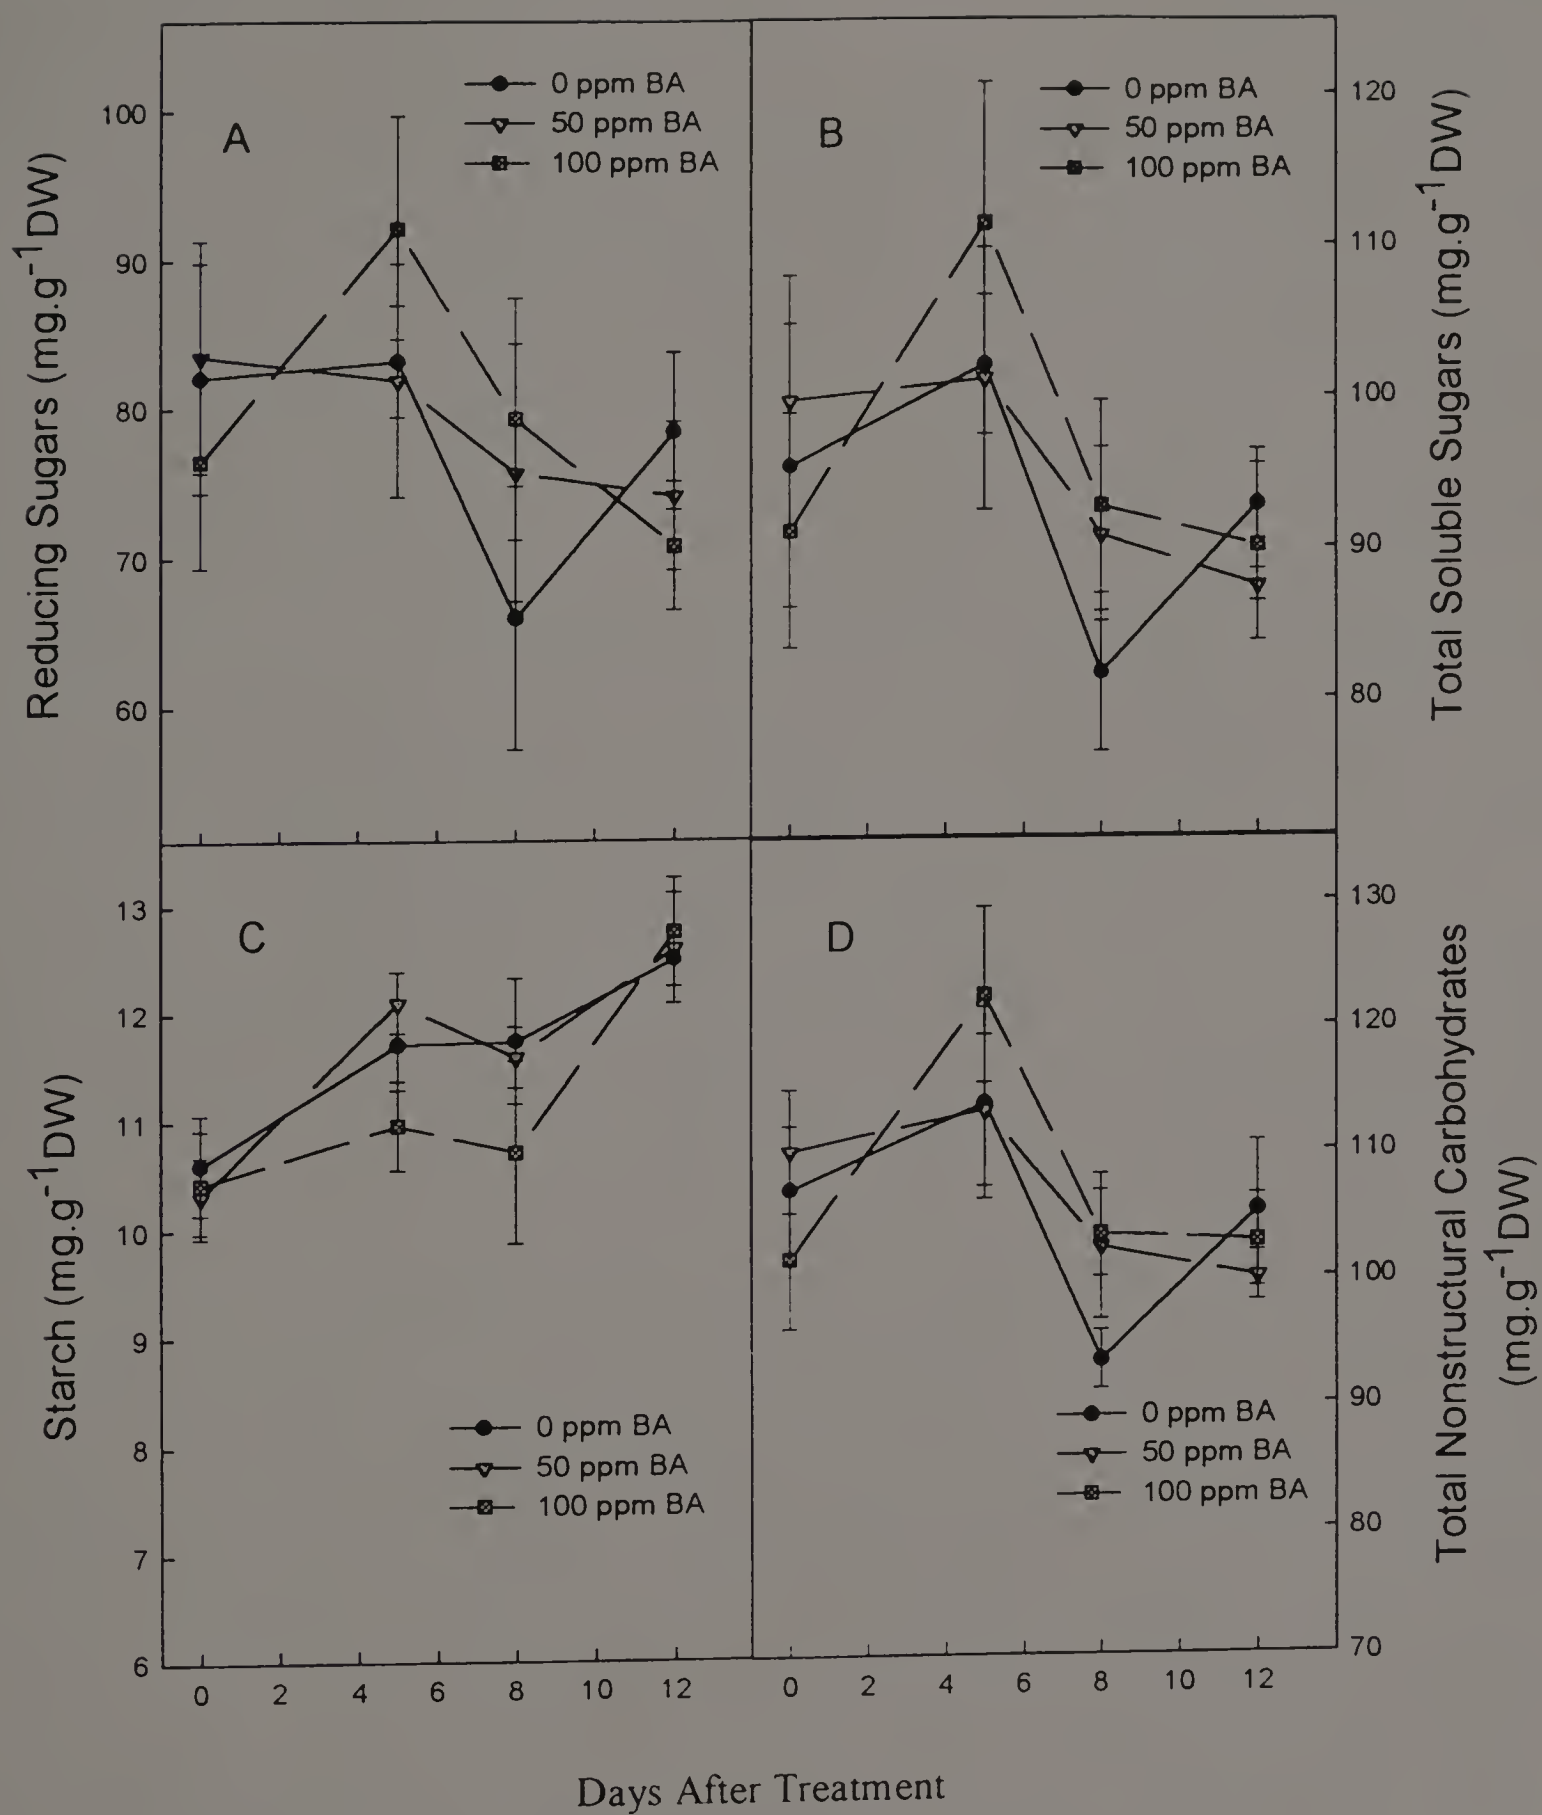 0 ppm BA
50 ppm BA
100 ppm BA
A
100
90
80
70
60
Reducing Sugars (mg.g⁻¹DW)
0 ppm BA
50 ppm BA
100 ppm BA
B
120
110
100
90
80
Total Soluble Sugars (mg.g⁻¹DW)
C
13
12
11
10
9
8
7
6
Starch (mg.g⁻¹DW)
0 ppm BA
50 ppm BA
100 ppm BA
0 2 4 6 8 10 12
D
130
120
110
100
90
80
70
Total Nonstructural Carbohydrates
(mg.g⁻¹DW)
0 ppm BA
50 ppm BA
100 ppm BA
0 2 4 6 8 10 12
Days After Treatment